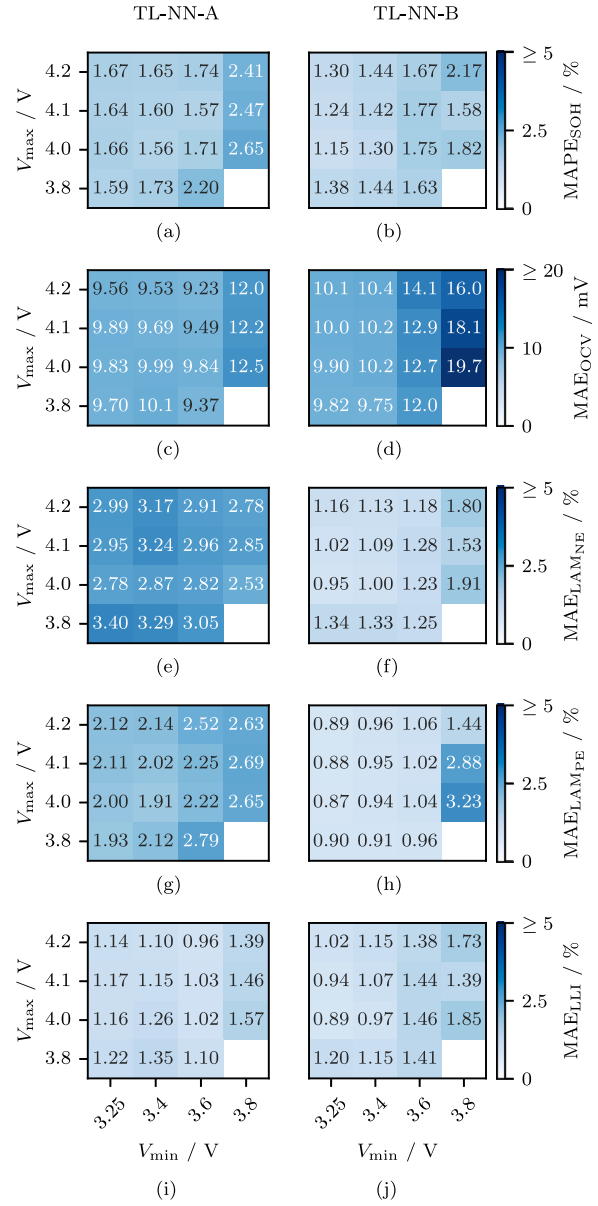 TL-NN-A TL-NN-B
4.2 1.67 1.65 1.74 2.41 1.30 1.44 1.67 2.17 ≥ 5
4.1 1.64 1.60 1.57 2.47 1.24 1.42 1.77 1.58
4.0 1.66 1.56 1.71 2.65 1.15 1.30 1.75 1.82 2.5
3.8 1.59 1.73 2.20 1.38 1.44 1.63 0
V_max / V MAPE_SOH / %
(a) (b)
4.2 9.56 9.53 9.23 12.0 10.1 10.4 14.1 16.0 ≥ 20
4.1 9.89 9.69 9.49 12.2 10.0 10.2 12.9 18.1
4.0 9.83 9.99 9.84 12.5 9.90 10.2 12.7 19.7 10
3.8 9.70 10.1 9.37 9.82 9.75 12.0 0
V_max / V MAE_OCV / mV
(c) (d)
4.2 2.99 3.17 2.91 2.78 1.16 1.13 1.18 1.80 ≥ 5
4.1 2.95 3.24 2.96 2.85 1.02 1.09 1.28 1.53
4.0 2.78 2.87 2.82 2.53 0.95 1.00 1.23 1.91 2.5
3.8 3.40 3.29 3.05 1.34 1.33 1.25 0
V_max / V MAE_LAM_NE / %
(e) (f)
4.2 2.12 2.14 2.52 2.63 0.89 0.96 1.06 1.44 ≥ 5
4.1 2.11 2.02 2.25 2.69 0.88 0.95 1.02 2.88
4.0 2.00 1.91 2.22 2.65 0.87 0.94 1.04 3.23 2.5
3.8 1.93 2.12 2.79 0.90 0.91 0.96 0
V_max / V MAE_LAM_PE / %
(g) (h)
4.2 1.14 1.10 0.96 1.39 1.02 1.15 1.38 1.73 ≥ 5
4.1 1.17 1.15 1.03 1.46 0.94 1.07 1.44 1.39
4.0 1.16 1.26 1.02 1.57 0.89 0.97 1.46 1.85 2.5
3.8 1.22 1.35 1.10 1.20 1.15 1.41 0
V_max / V MAE_LLI / %
3.25 3.4 3.6 3.8 3.25 3.4 3.6 3.8
V_min / V V_min / V
(i) (j)